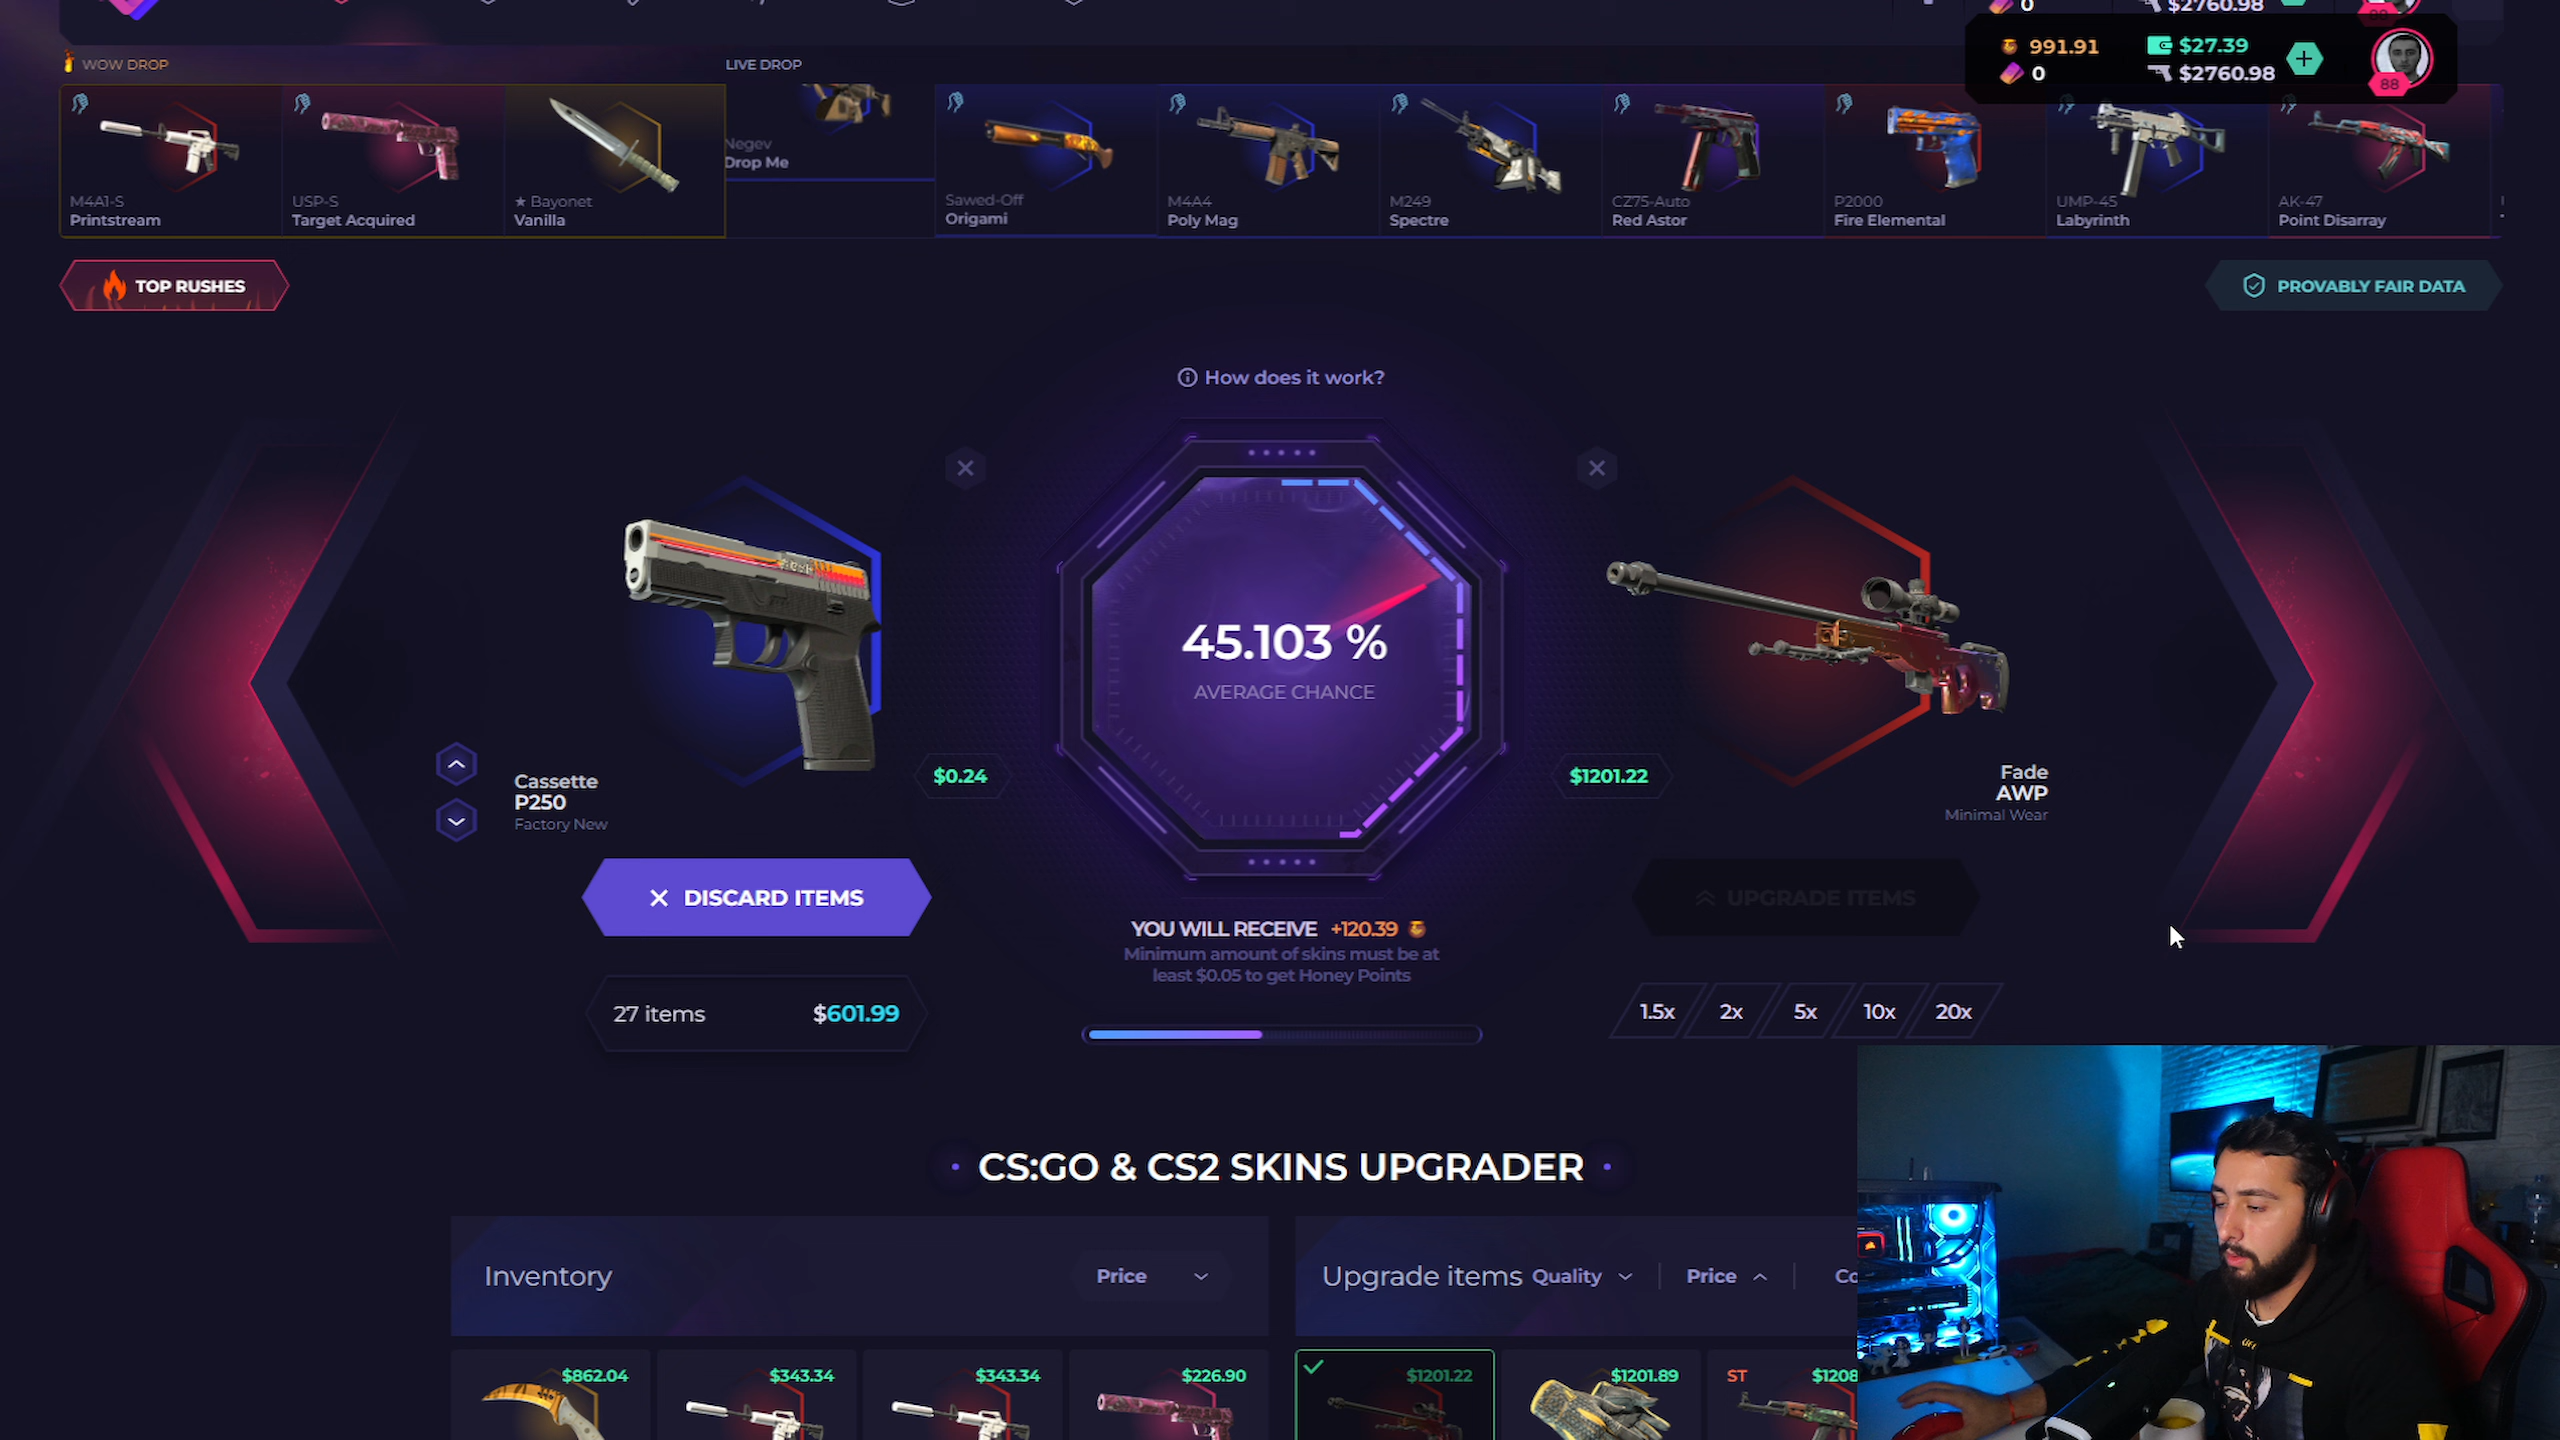 0
$2760.98
88
991.91
$27.39
0
$2760.98
88
WOW DROP
LIVE DROP
M4A1-S
Printstream
USP-S
Target Acquired
★ Bayonet
Vanilla
Negev
Drop Me
Sawed-Off
Origami
M4A4
Poly Mag
M249
Spectre
CZ75-Auto
Red Astor
P2000
Fire Elemental
UMP-45
Labyrinth
AK-47
Point Disarray
TOP RUSHES
PROVABLY FAIR DATA
How does it work?
45.103 %
AVERAGE CHANCE
$0.24
$1201.22
Cassette
P250
Factory New
Fade
AWP
Minimal Wear
DISCARD ITEMS
UPGRADE ITEMS
YOU WILL RECEIVE +120.39
Minimum amount of skins must be at
least $0.05 to get Honey Points
27 items $601.99
1.5x 2x 5x 10x 20x
• CS:GO & CS2 SKINS UPGRADER •
Inventory Price
Upgrade items Quality Price Co
$862.04
$343.34
$343.34
$226.90
$1201.22
$1201.89
ST $1208